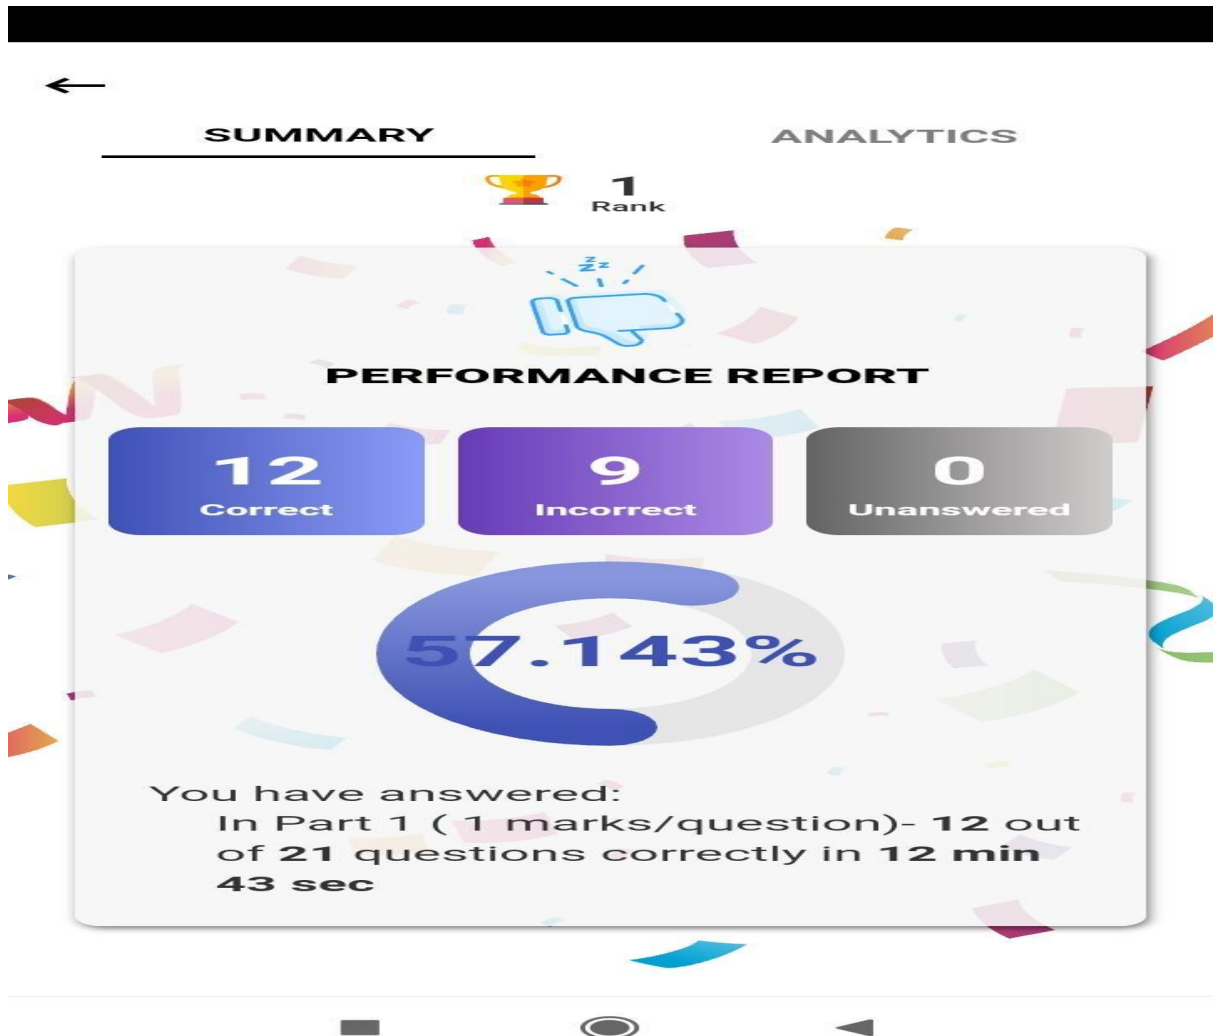 SUMMARY ANALYTICS
1
Rank
z z z
PERFORMANCE REPORT
12 9 0
Correct Incorrect Unanswered
57.143%
You have answered:
In Part 1 ( 1 marks/question)- 12 out
of 21 questions correctly in 12 min
43 sec